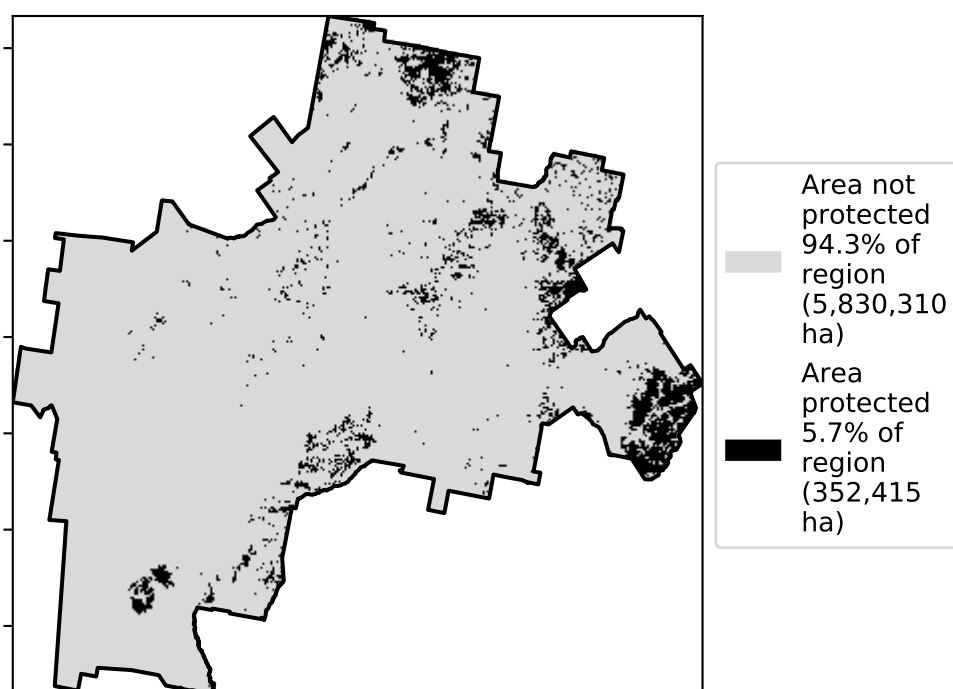 Area not
protected
94.3% of
region
(5,830,310
ha)
Area
protected
5.7% of
region
(352,415
ha)